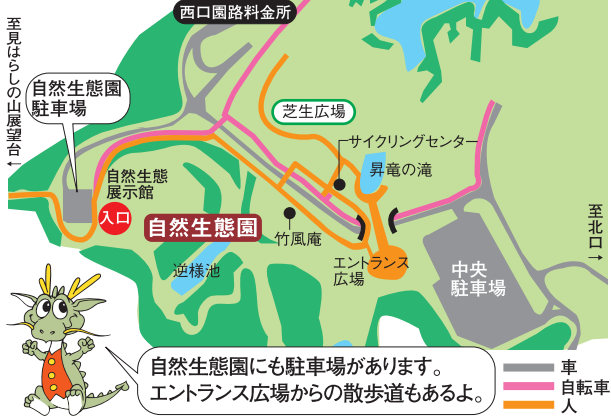 西口園路料金所
至見はらしの山展望台←
自然生態園
駐車場
芝生広場
サイクリングセンター
昇竜の滝
自然生態
展示館
入口
自然生態園
竹風庵
逆様池
エントランス
広場
中央
駐車場
至北口→
自然生態園にも駐車場があります。
エントランス広場からの散歩道もあるよ。
車
自転車
人